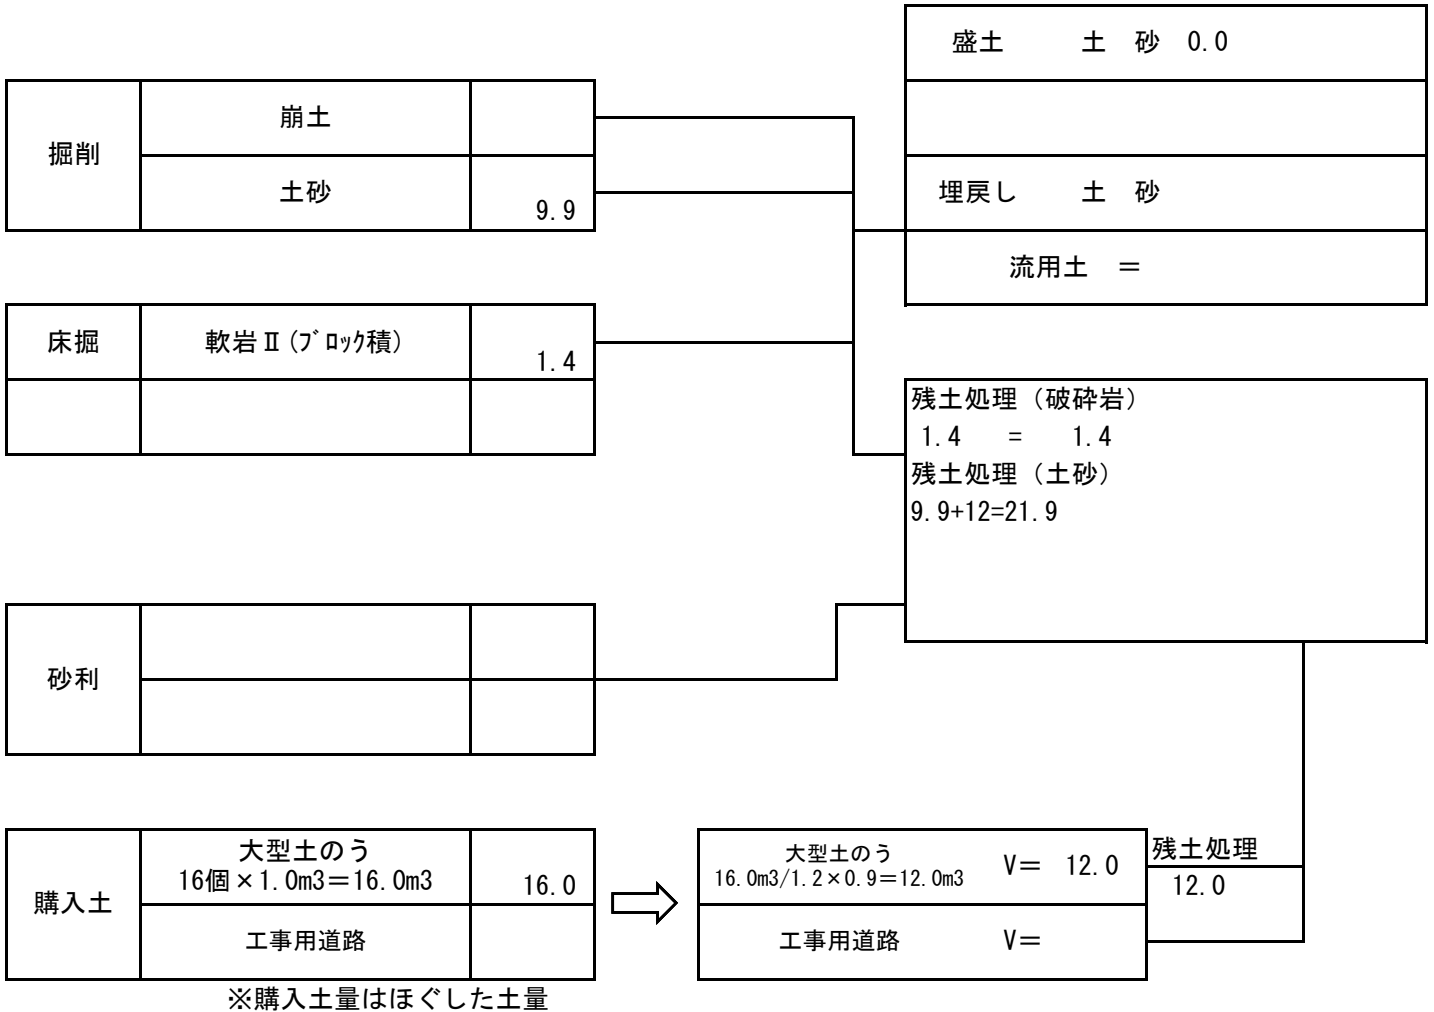 盛土 土 砂 0.0
掘削
崩土
土砂
9.9
埋戻し 土 砂
流用土 ＝
床掘
軟岩Ⅱ(ﾌﾞﾛｯｸ積)
1.4
残土処理（破砕岩）
1.4 = 1.4
残土処理（土砂）
9.9+12=21.9
砂利
購入土
大型土のう
16個×1.0m3＝16.0m3
16.0
工事用道路
大型土のう
16.0m3/1.2×0.9＝12.0m3
V＝ 12.0
工事用道路 V＝
残土処理
12.0
※購入土量はほぐした土量